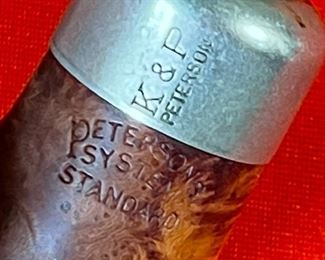 K & P
PETERSON
PETERSON'S
SYSTEM
STANDARD